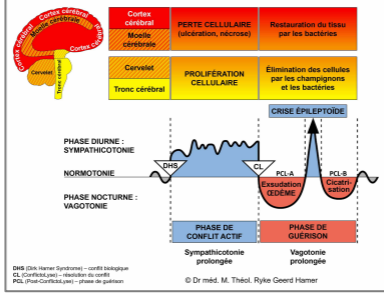 Cortex cérébral
Moelle cérébrale
Cortex cérébral
Cortex cérébral
Cervelet
Tronc cérébral
Cortex
cérébral
Moelle
cérébrale
Cervelet
Tronc cérébral
PERTE CELLULAIRE
(ulcération, nécrose)
PROLIFÉRATION
CELLULAIRE
Restauration du tissu
par les bactéries
Élimination des cellules
par les champignons
et les bactéries
CRISE ÉPILEPTOÏDE
PHASE DIURNE :
SYMPATHICOTONIE
NORMOTONIE
PHASE NOCTURNE :
VAGOTONIE
DHS
CL
PCL-A
PCL-B
Exsudation
ŒDÈME
Cicatri-
sation
PHASE DE
CONFLIT ACTIF
PHASE DE
GUÉRISON
Sympathicotonie
prolongée
Vagotonie
prolongée
DHS (Dirk Hamer Syndrome) – conflit biologique
CL (ConflictoLyse) – résolution du conflit
PCL (Post-ConflictoLyse) – phase de guérison
© Dr méd. M. Théol. Ryke Geerd Hamer